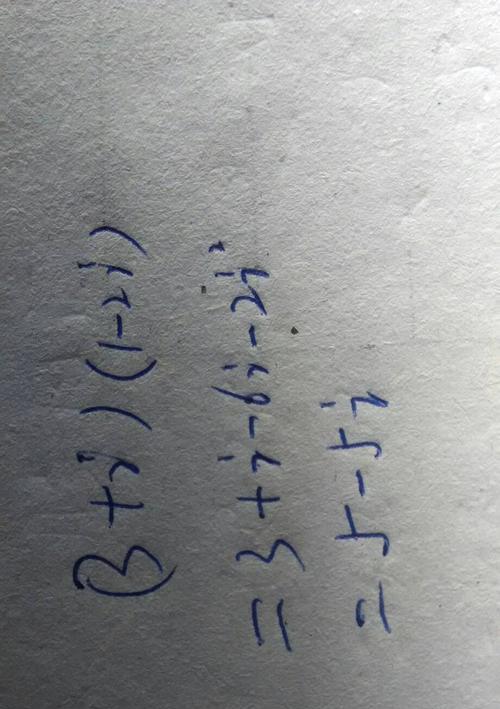 (3+i)(1-2i)
=3+i-6i-2i²
=5-5i